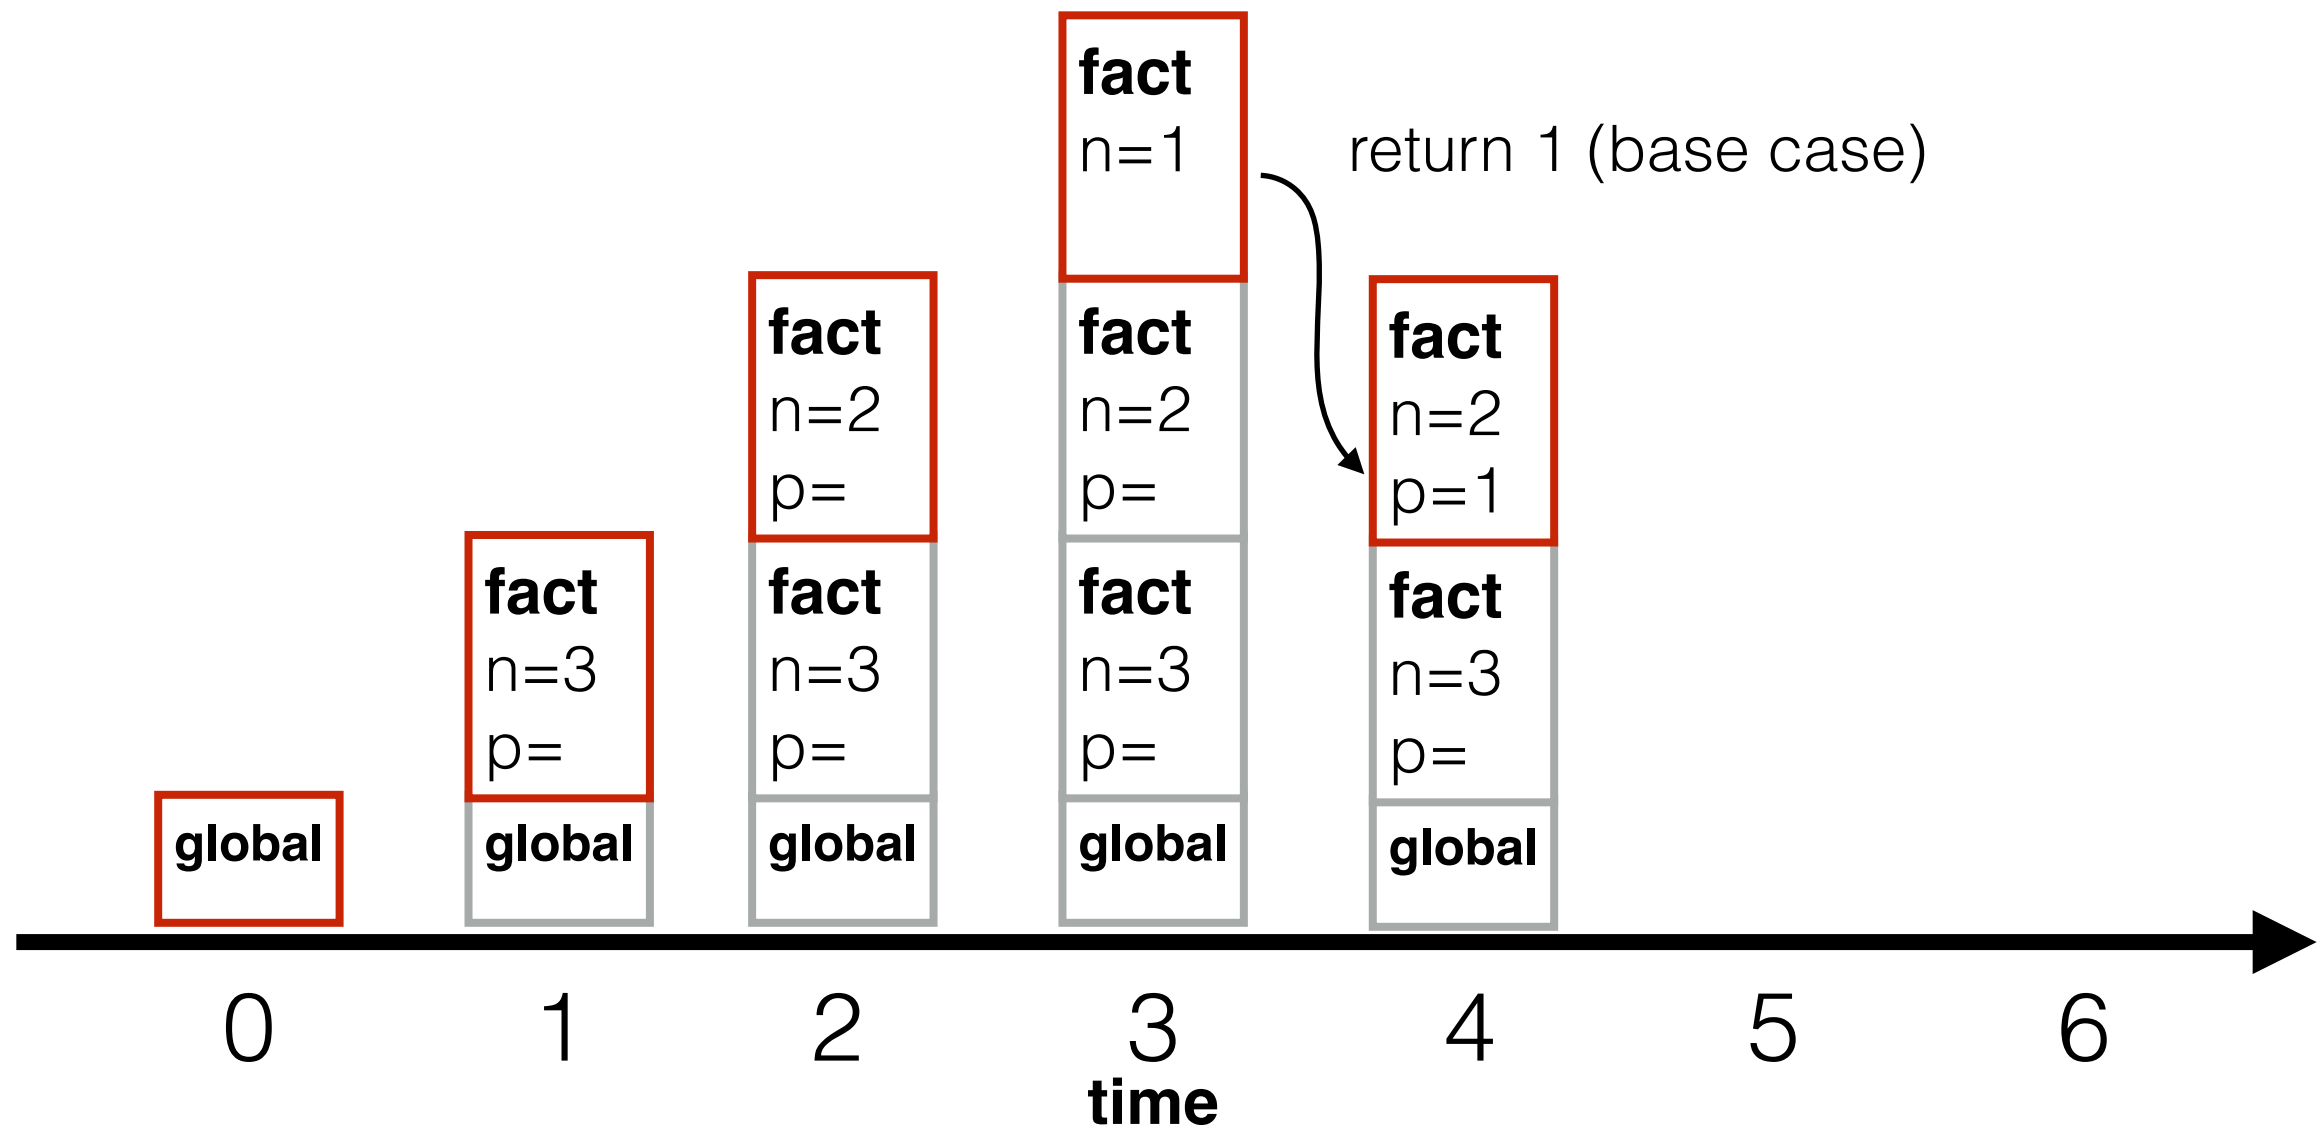 fact
n=1
return 1 (base case)
fact
n=2
p=
fact
n=2
p=
fact
n=2
p=1
fact
n=3
p=
fact
n=3
p=
fact
n=3
p=
fact
n=3
p=
global
global
global
global
global
0 1 2 3 4 5 6
time